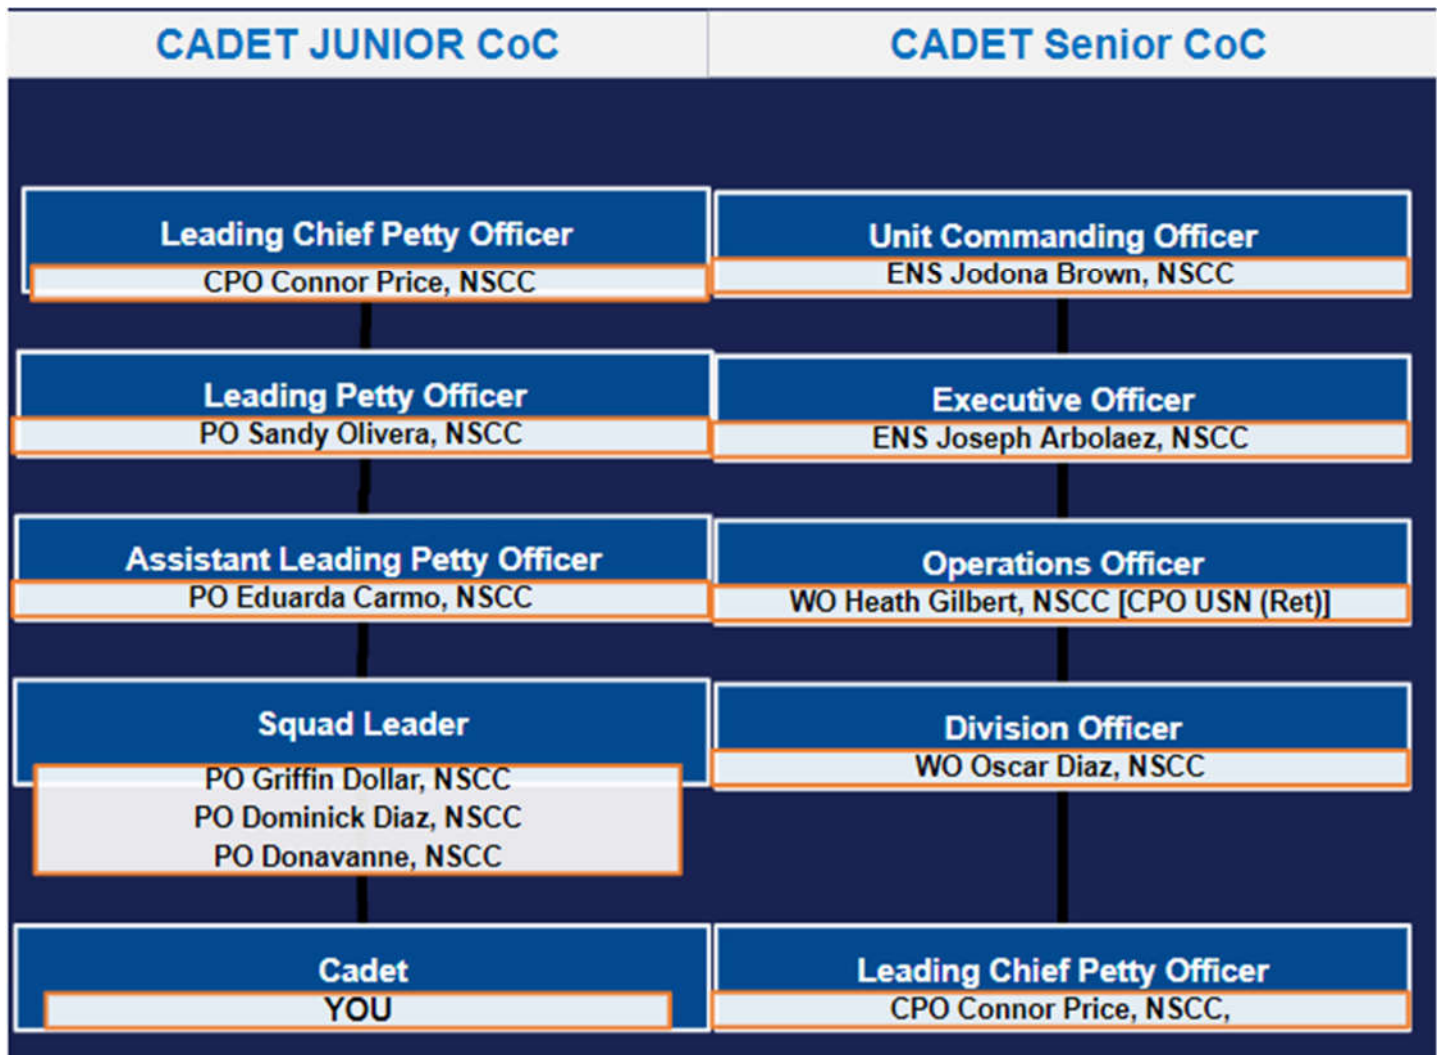 CADET JUNIOR CoC
CADET Senior CoC
Leading Chief Petty Officer
CPO Connor Price, NSCC
Leading Petty Officer
PO Sandy Olivera, NSCC
Assistant Leading Petty Officer
PO Eduarda Carmo, NSCC
Squad Leader
PO Griffin Dollar, NSCC
PO Dominick Diaz, NSCC
PO Donavanne, NSCC
Cadet
YOU
Unit Commanding Officer
ENS Jodona Brown, NSCC
Executive Officer
ENS Joseph Arbolaez, NSCC
Operations Officer
WO Heath Gilbert, NSCC [CPO USN (Ret)]
Division Officer
WO Oscar Diaz, NSCC
Leading Chief Petty Officer
CPO Connor Price, NSCC,